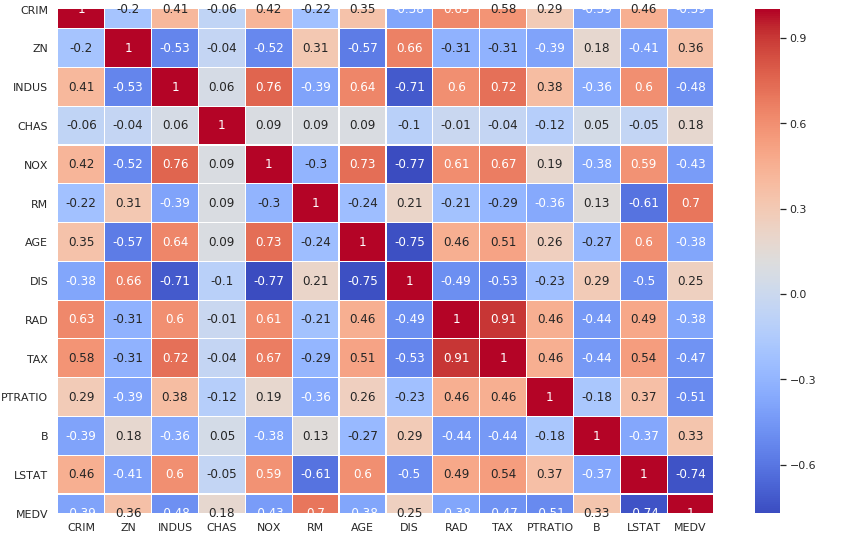 CRIM 1 -0.2 0.41 -0.06 0.42 -0.22 0.35 -0.38 0.63 0.58 0.29 -0.39 0.46 -0.39
0.9
ZN -0.2 1 -0.53 -0.04 -0.52 0.31 -0.57 0.66 -0.31 -0.31 -0.39 0.18 -0.41 0.36
INDUS 0.41 -0.53 1 0.06 0.76 -0.39 0.64 -0.71 0.6 0.72 0.38 -0.36 0.6 -0.48
0.6
CHAS -0.06 -0.04 0.06 1 0.09 0.09 0.09 -0.1 -0.01 -0.04 -0.12 0.05 -0.05 0.18
NOX 0.42 -0.52 0.76 0.09 1 -0.3 0.73 -0.77 0.61 0.67 0.19 -0.38 0.59 -0.43
RM -0.22 0.31 -0.39 0.09 -0.3 1 -0.24 0.21 -0.21 -0.29 -0.36 0.13 -0.61 0.7
0.3
AGE 0.35 -0.57 0.64 0.09 0.73 -0.24 1 -0.75 0.46 0.51 0.26 -0.27 0.6 -0.38
DIS -0.38 0.66 -0.71 -0.1 -0.77 0.21 -0.75 1 -0.49 -0.53 -0.23 0.29 -0.5 0.25
0.0
RAD 0.63 -0.31 0.6 -0.01 0.61 -0.21 0.46 -0.49 1 0.91 0.46 -0.44 0.49 -0.38
TAX 0.58 -0.31 0.72 -0.04 0.67 -0.29 0.51 -0.53 0.91 1 0.46 -0.44 0.54 -0.47
−0.3
PTRATIO 0.29 -0.39 0.38 -0.12 0.19 -0.36 0.26 -0.23 0.46 0.46 1 -0.18 0.37 -0.51
B -0.39 0.18 -0.36 0.05 -0.38 0.13 -0.27 0.29 -0.44 -0.44 -0.18 1 -0.37 0.33
−0.6
LSTAT 0.46 -0.41 0.6 -0.05 0.59 -0.61 0.6 -0.5 0.49 0.54 0.37 -0.37 1 -0.74
MEDV -0.39 0.36 -0.48 0.18 -0.43 0.7 -0.38 0.25 -0.38 -0.47 -0.51 0.33 -0.74 1
CRIM ZN INDUS CHAS NOX RM AGE DIS RAD TAX PTRATIO B LSTAT MEDV